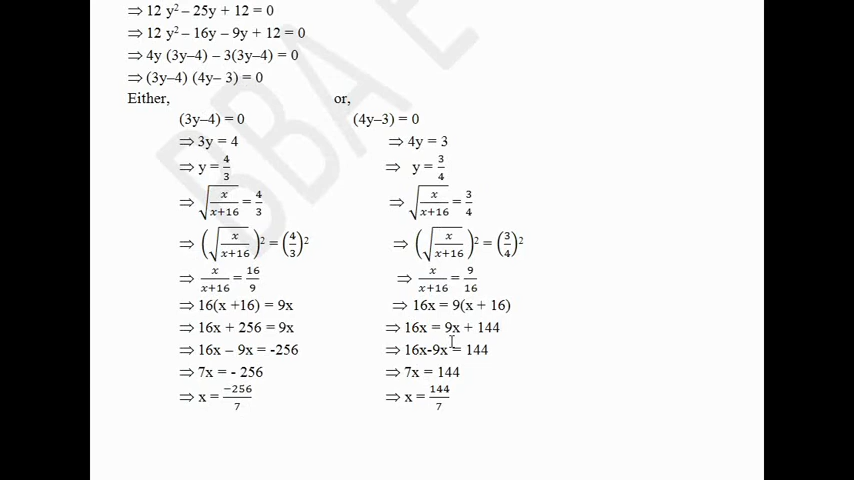 ⇒ 12 y² – 25y + 12 = 0
⇒ 12 y² – 16y – 9y + 12 = 0
⇒ 4y (3y–4) – 3(3y–4) = 0
⇒ (3y–4) (4y– 3) = 0
Either, or,
(3y–4) = 0 (4y–3) = 0
⇒ 3y = 4 ⇒ 4y = 3
⇒ y = 4/3 ⇒ y = 3/4
⇒ √(x/(x+16)) = 4/3 ⇒ √(x/(x+16)) = 3/4
⇒ (√(x/(x+16)))² = (4/3)² ⇒ (√(x/(x+16)))² = (3/4)²
⇒ x/(x+16) = 16/9 ⇒ x/(x+16) = 9/16
⇒ 16(x +16) = 9x ⇒ 16x = 9(x + 16)
⇒ 16x + 256 = 9x ⇒ 16x = 9x + 144
⇒ 16x – 9x = -256 ⇒ 16x-9x = 144
⇒ 7x = - 256 ⇒ 7x = 144
⇒ x = −256/7 ⇒ x = 144/7
BBA E